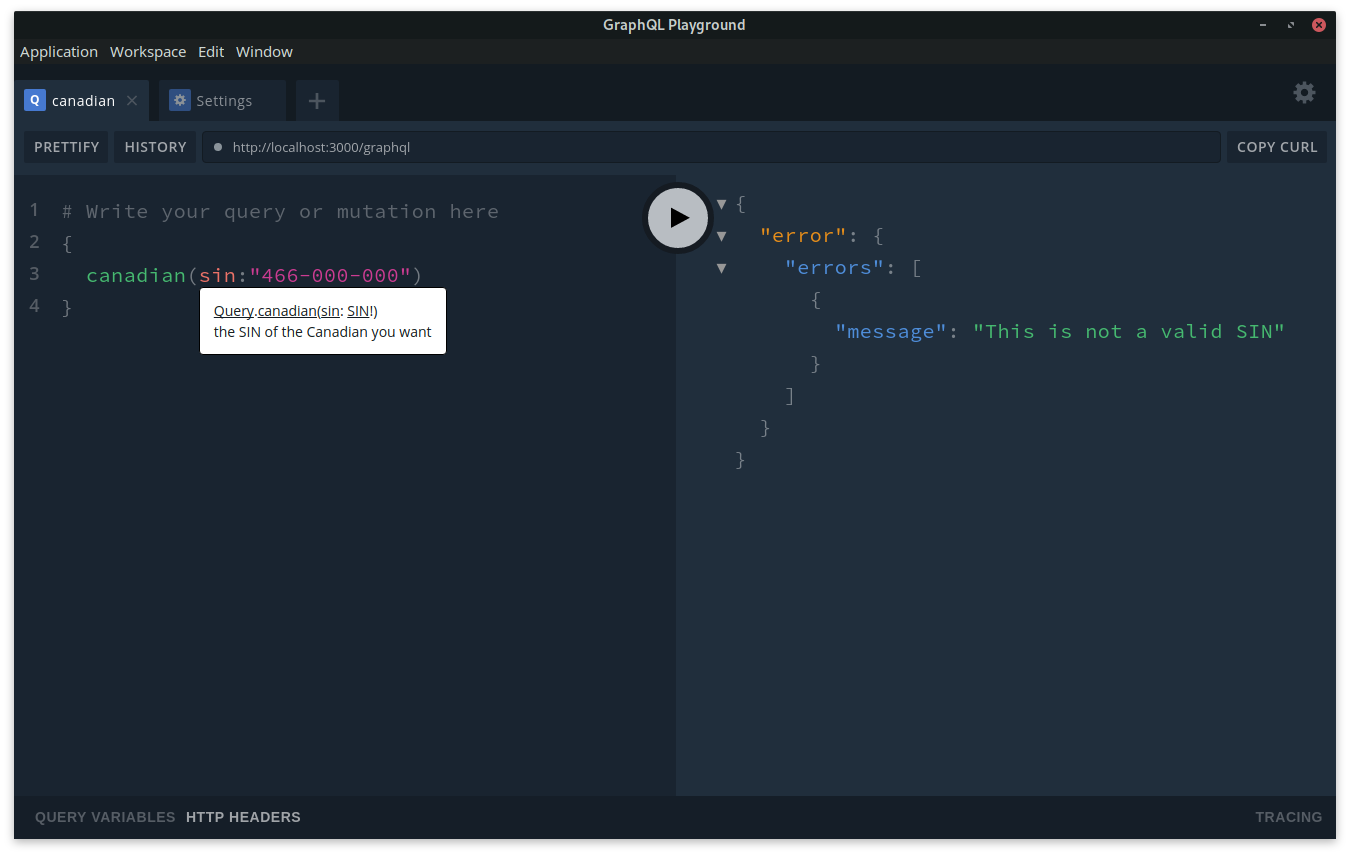 GraphQL Playground
Application Workspace Edit Window
Q canadian Settings
PRETTIFY HISTORY http://localhost:3000/graphql COPY CURL
1 # Write your query or mutation here
2 {
3 canadian(sin:"466-000-000")
4 }
Query.canadian(sin: SIN!)
the SIN of the Canadian you want
{
"error": {
"errors": [
{
"message": "This is not a valid SIN"
}
]
}
}
QUERY VARIABLES HTTP HEADERS TRACING